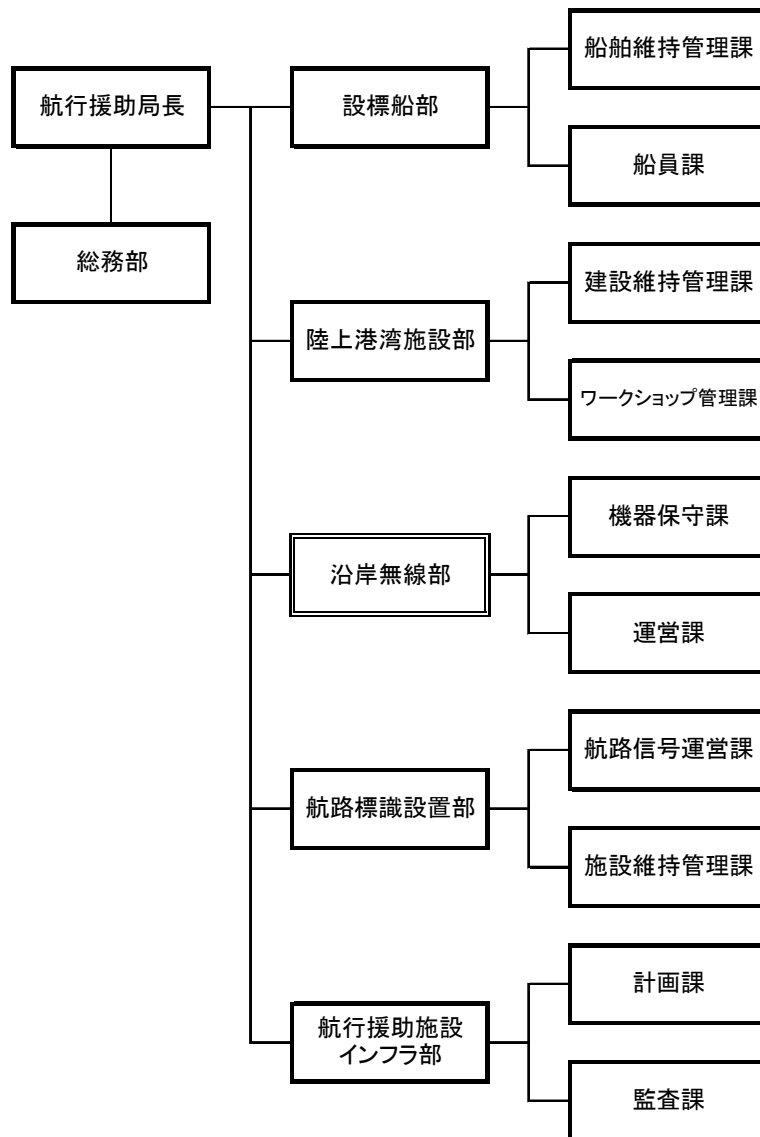 航行援助局長
総務部
設標船部
船舶維持管理課
船員課
陸上港湾施設部
建設維持管理課
ワークショップ管理課
沿岸無線部
機器保守課
運営課
航路標識設置部
航路信号運営課
施設維持管理課
航行援助施設
インフラ部
計画課
監査課